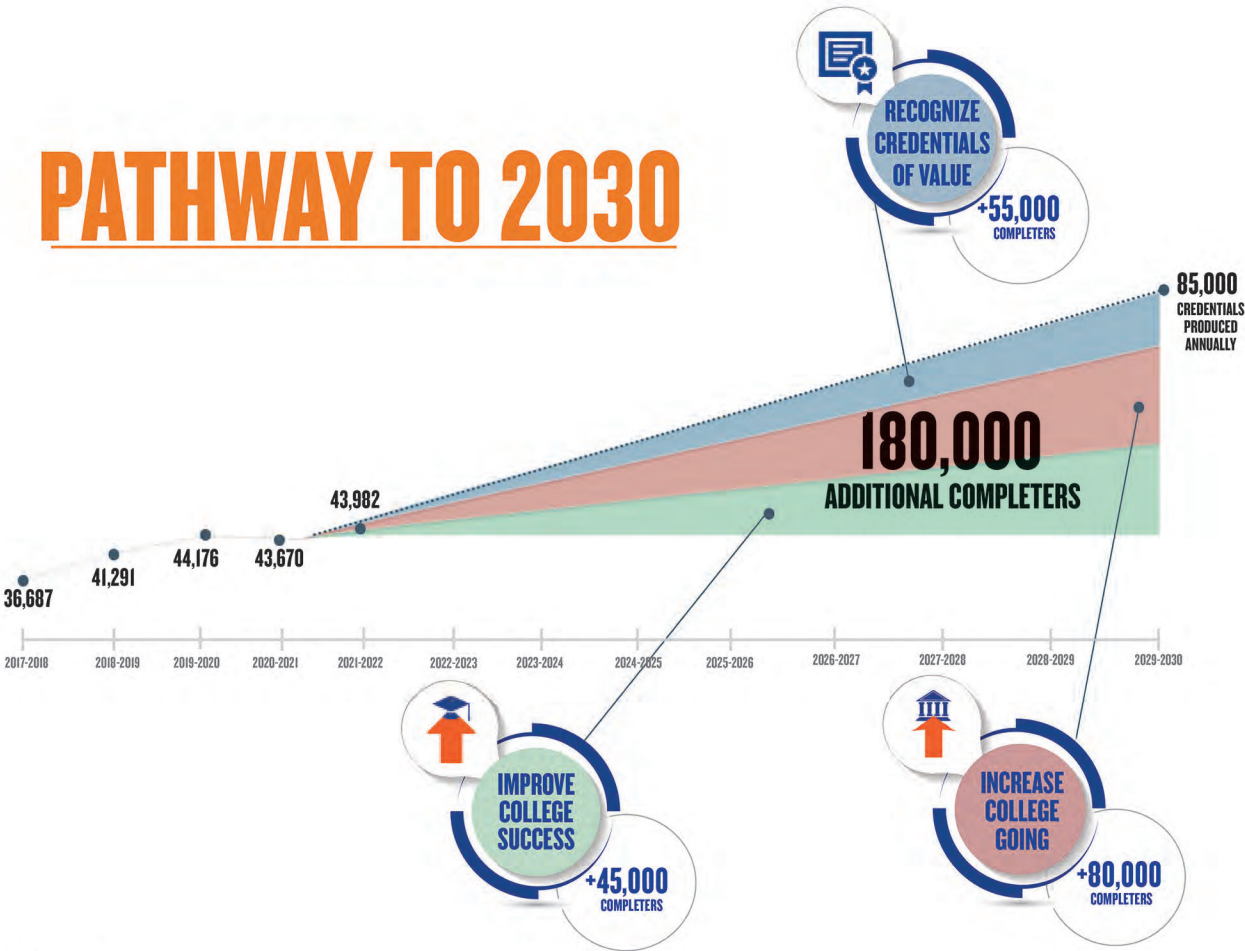 PATHWAY TO 2030
RECOGNIZE
CREDENTIALS
OF VALUE
+55,000
COMPLETERS
85,000
CREDENTIALS
PRODUCED
ANNUALLY
180,000
ADDITIONAL COMPLETERS
36,687
41,291
44,176
43,670
43,982
2017-2018
2018-2019
2019-2020
2020-2021
2021-2022
2022-2023
2023-2024
2024-2025
2025-2026
2026-2027
2027-2028
2028-2029
2029-2030
IMPROVE
COLLEGE
SUCCESS
+45,000
COMPLETERS
INCREASE
COLLEGE
GOING
+80,000
COMPLETERS